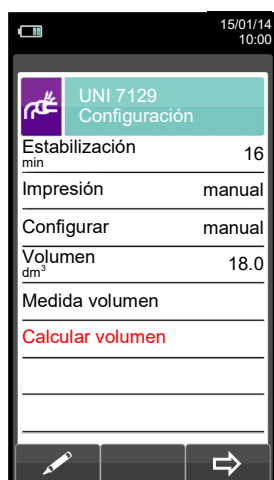 15/01/14
10:00
UNI 7129
Configuración
Estabilización
min
16
Impresión manual
Configurar manual
Volumen
dm³
18.0
Medida volumen
Calcular volumen